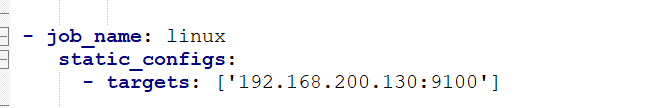 - job_name: linux
static_configs:
- targets: ['192.168.200.130:9100']